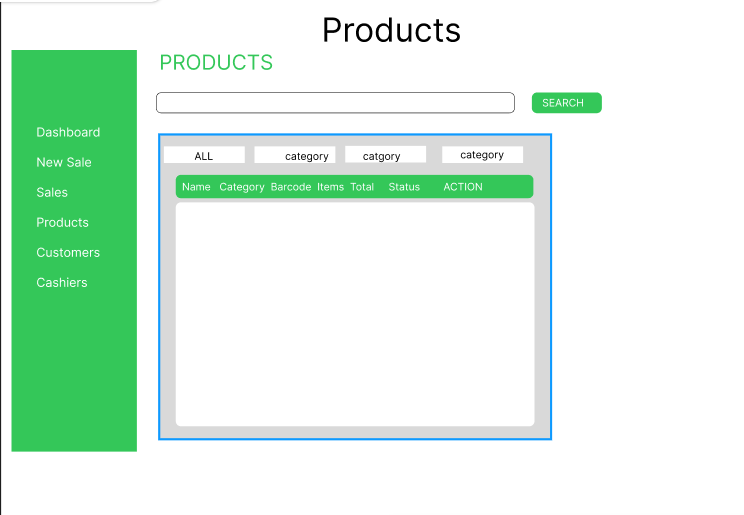 Products
PRODUCTS
SEARCH
Dashboard
New Sale
Sales
Products
Customers
Cashiers
ALL category catgory category
Name Category Barcode Items Total Status ACTION